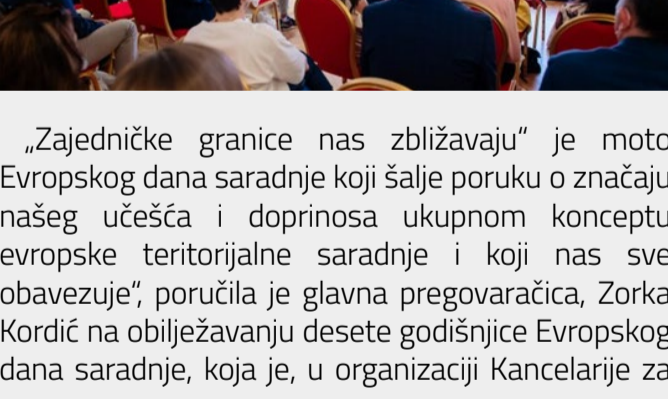 „Zajedničke granice nas zbližavaju“ je moto
Evropskog dana saradnje koji šalje poruku o značaju
našeg učešća i doprinosa ukupnom konceptu
evropske teritorijalne saradnje i koji nas sve
obavezuje“, poručila je glavna pregovaračica, Zorka
Kordić na obilježavanju desete godišnjice Evropskog
dana saradnje, koja je, u organizaciji Kancelarije za